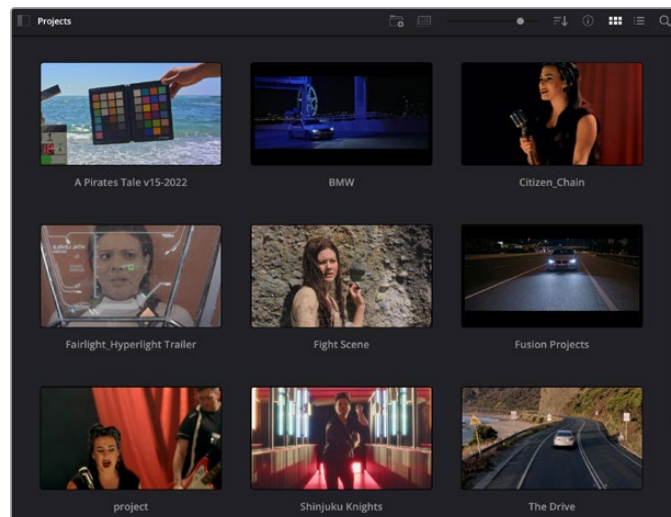 Projects
A Pirates Tale v15-2022
BMW
Citizen_Chain
Fairlight_Hyperlight Trailer
Fight Scene
Fusion Projects
project
Shinjuku Knights
The Drive